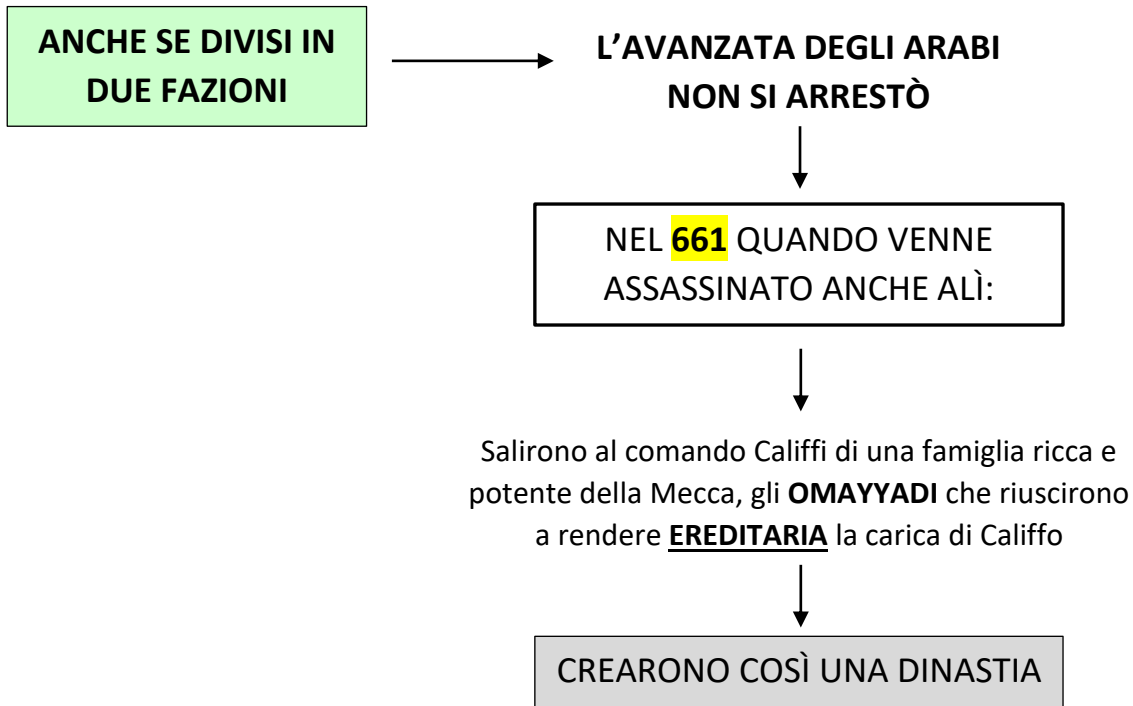 ANCHE SE DIVISI IN
DUE FAZIONI
L’AVANZATA DEGLI ARABI
NON SI ARRESTÒ
NEL 661 QUANDO VENNE
ASSASSINATO ANCHE ALÌ:
Salirono al comando Califfi di una famiglia ricca e
potente della Mecca, gli OMAYYADI che riuscirono
a rendere EREDITARIA la carica di Califfo
CREARONO COSÌ UNA DINASTIA